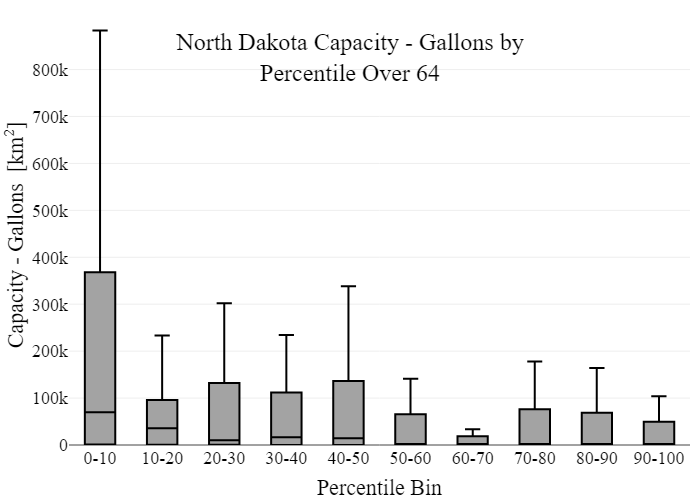 North Dakota Capacity - Gallons by
Percentile Over 64
Capacity - Gallons [km²]
800k
700k
600k
500k
400k
300k
200k
100k
0
0-10 10-20 20-30 30-40 40-50 50-60 60-70 70-80 80-90 90-100
Percentile Bin